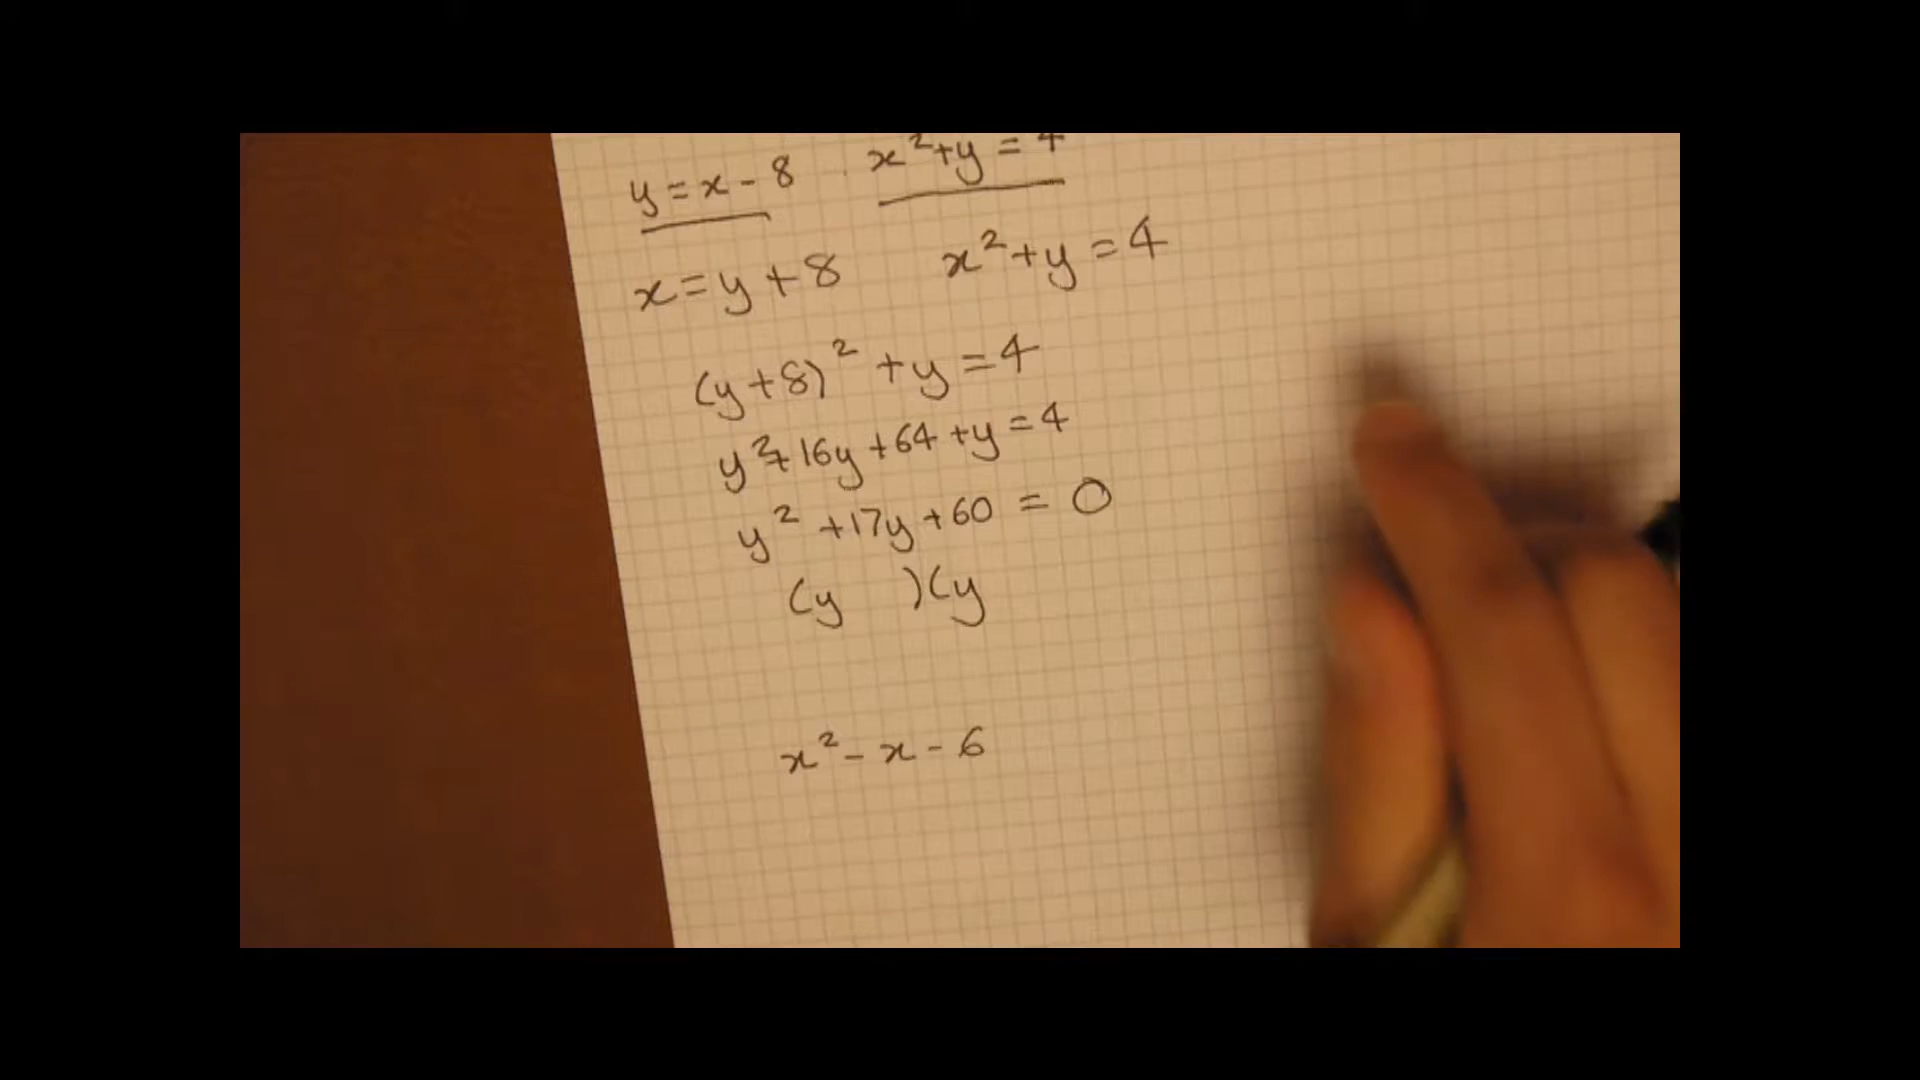 y = x - 8 x² + y = 4
x = y + 8 x² + y = 4
(y + 8)² + y = 4
y² + 16y + 64 + y = 4
y² + 17y + 60 = 0
(y )(y
x² - x - 6